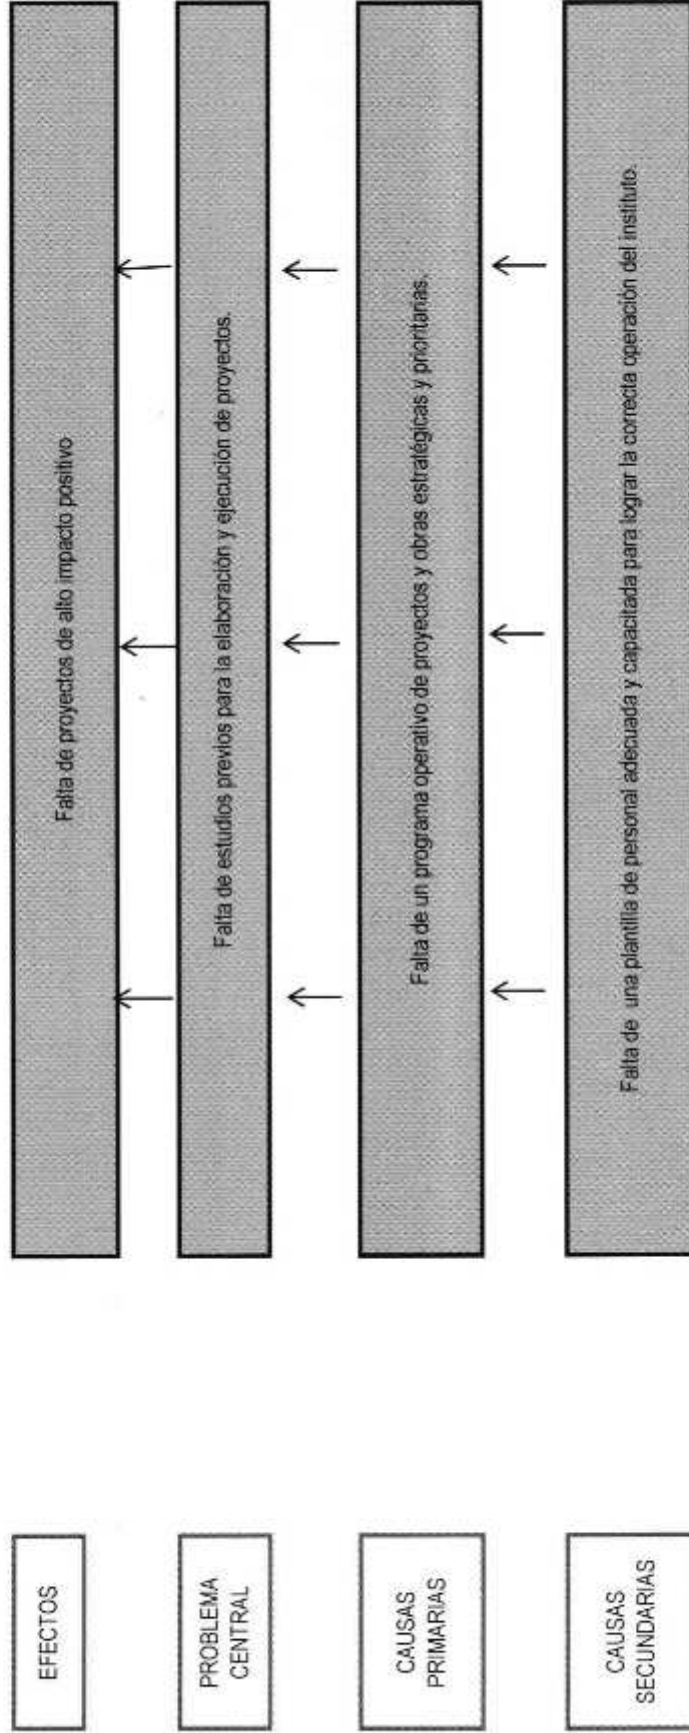 EFECTOS
Falta de proyectos de alto impacto positivo
PROBLEMA
CENTRAL
Falta de estudios previos para la elaboración y ejecución de proyectos.
CAUSAS
PRIMARIAS
Falta de un programa operativo de proyectos y obras estratégicas y prioritarias.
CAUSAS
SECUNDARIAS
Falta de una plantilla de personal adecuada y capacitada para lograr la correcta operación del instituto.